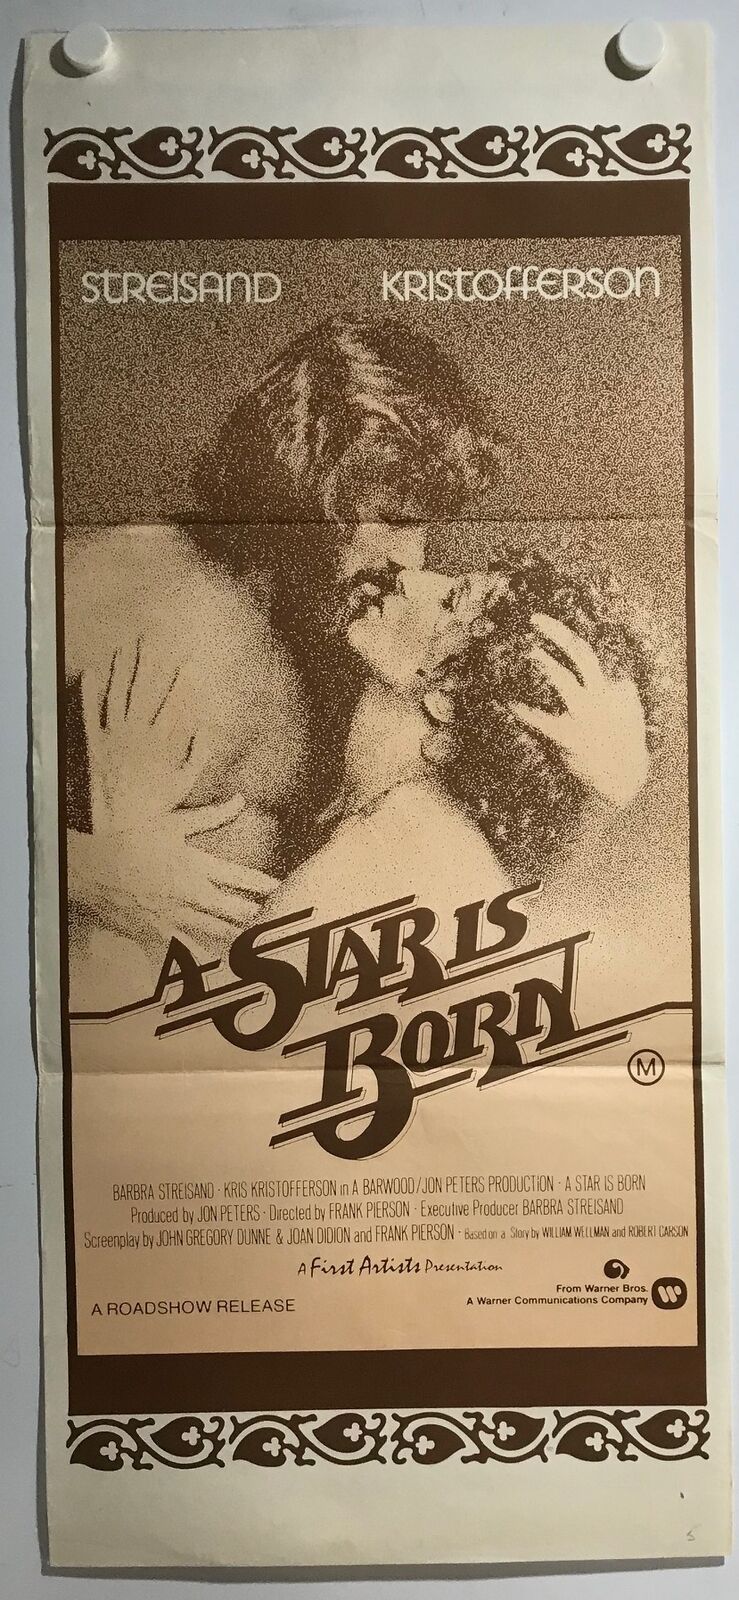 STREISAND KRISTOFFERSON
A STAR IS
BORN
M
BARBRA STREISAND · KRIS KRISTOFFERSON in A BARWOOD/JON PETERS PRODUCTION · A STAR IS BORN
Produced by JON PETERS · Directed by FRANK PIERSON · Executive Producer BARBRA STREISAND
Screenplay by JOHN GREGORY DUNNE & JOAN DIDION and FRANK PIERSON · Based on a Story by WILLIAM WELLMAN and ROBERT CARSON
A First Artists Presentation
A ROADSHOW RELEASE
From Warner Bros.
A Warner Communications Company
5